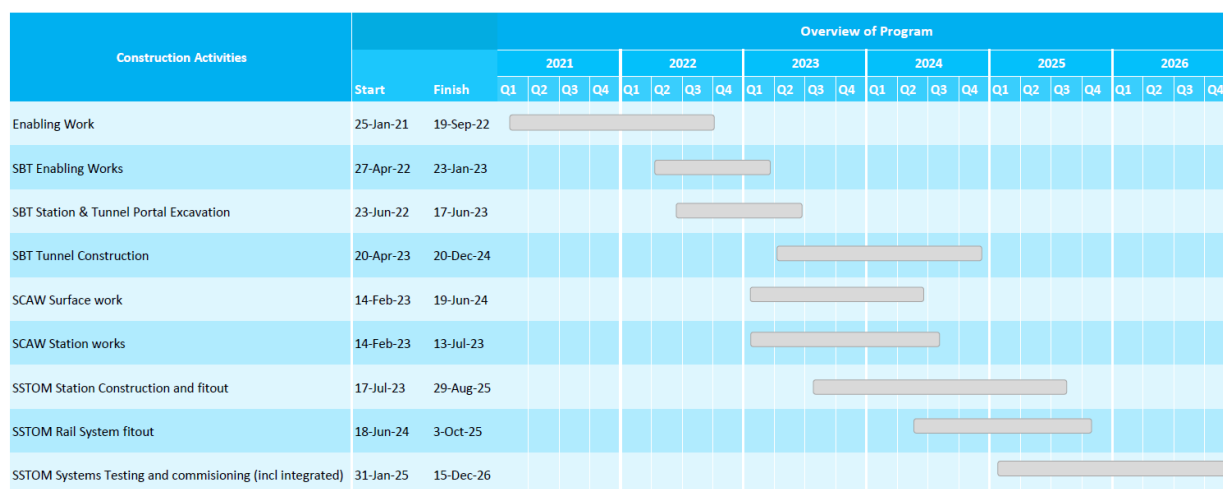 Construction Activities Overview of Program
2021 2022 2023 2024 2025 2026
Start Finish Q1 Q2 Q3 Q4 Q1 Q2 Q3 Q4 Q1 Q2 Q3 Q4 Q1 Q2 Q3 Q4 Q1 Q2 Q3 Q4 Q1 Q2 Q3 Q4
Enabling Work 25-Jan-21 19-Sep-22
SBT Enabling Works 27-Apr-22 23-Jan-23
SBT Station & Tunnel Portal Excavation 23-Jun-22 17-Jun-23
SBT Tunnel Construction 20-Apr-23 20-Dec-24
SCAW Surface work 14-Feb-23 19-Jun-24
SCAW Station works 14-Feb-23 13-Jul-23
SSTOM Station Construction and fitout 17-Jul-23 29-Aug-25
SSTOM Rail System fitout 18-Jun-24 3-Oct-25
SSTOM Systems Testing and commisioning (incl integrated) 31-Jan-25 15-Dec-26